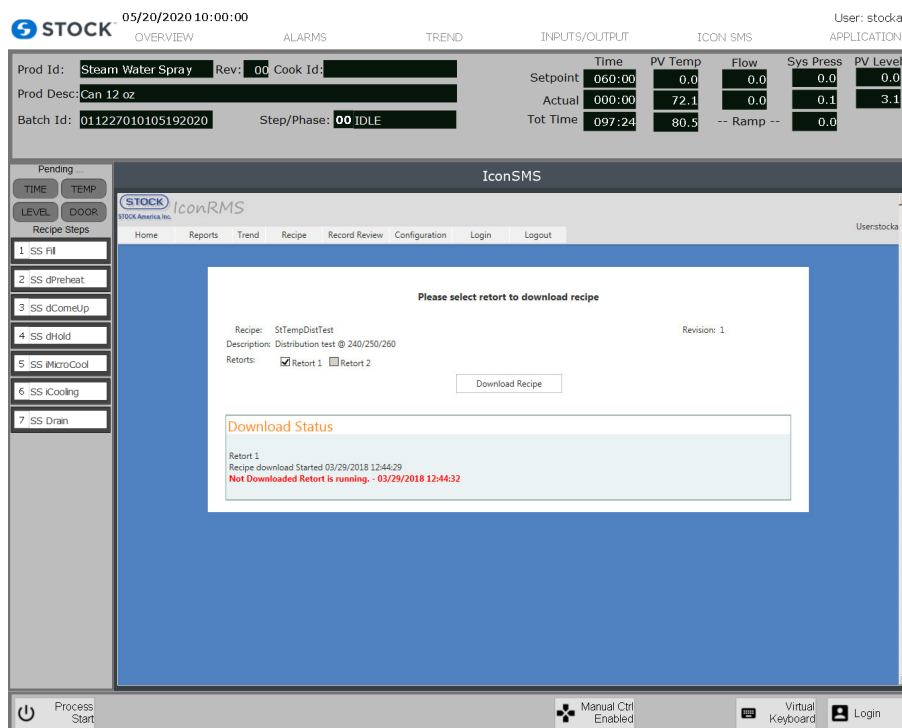 STOCK
05/20/2020 10:00:00
User: stocka
OVERVIEW ALARMS TREND INPUTS/OUTPUT ICON SMS APPLICATION
Time PV Temp Flow Sys Press PV Level
Prod Id: Steam Water Spray Rev: 00 Cook Id:
Setpoint 060:00 0.0 0.0 0.0 0.0
Prod Desc: Can 12 oz
Actual 000:00 72.1 0.0 0.1 3.1
Batch Id: 011227010105192020 Step/Phase: 00 IDLE
Tot Time 097:24 80.5 -- Ramp -- 0.0
Pending ...
TIME TEMP
LEVEL DOOR
Recipe Steps
1 SS Fill
2 SS dPreheat
3 SS dComeUp
4 SS dHold
5 SS iMicroCool
6 SS iCooling
7 SS Drain
IconSMS
STOCK
STOCK America, Inc.
IconRMS
Home Reports Trend Recipe Record Review Configuration Login Logout
User:stocka
Please select retort to download recipe
Recipe: StTempDistTest Revision: 1
Description: Distribution test @ 240/250/260
Retorts: Retort 1 Retort 2
Download Recipe
Download Status
Retort 1
Recipe download Started 03/29/2018 12:44:29
Not Downloaded Retort is running. - 03/29/2018 12:44:32
Process Start
Manual Ctrl Enabled
Virtual Keyboard
Login